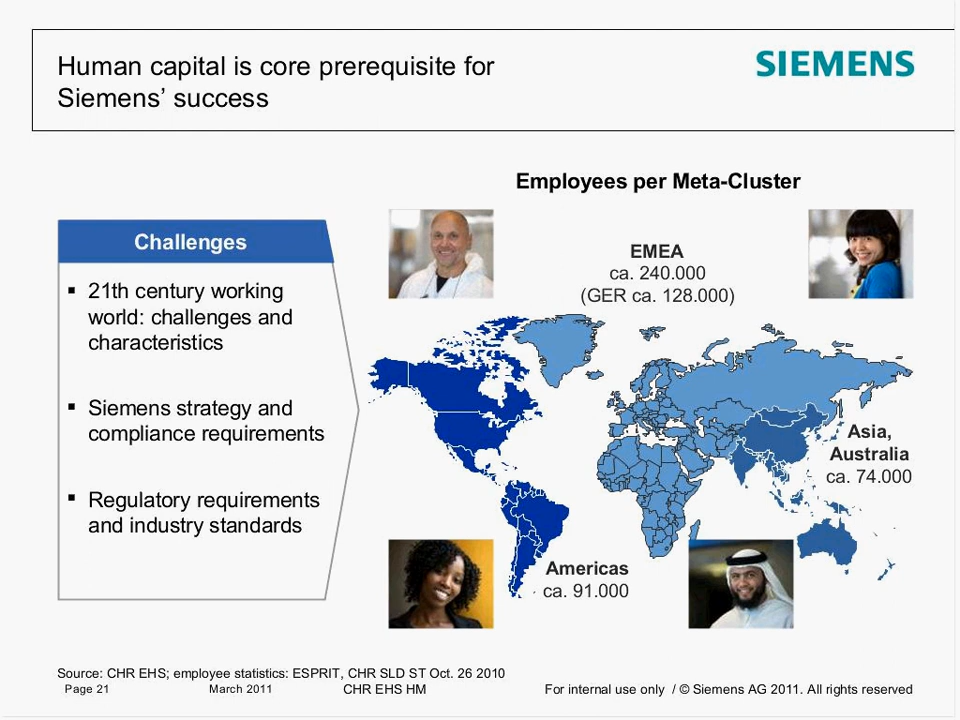 Human capital is core prerequisite for
Siemens’ success
SIEMENS
Employees per Meta-Cluster
Challenges
▪ 21th century working
world: challenges and
characteristics
▪ Siemens strategy and
compliance requirements
▪ Regulatory requirements
and industry standards
EMEA
ca. 240.000
(GER ca. 128.000)
Asia,
Australia
ca. 74.000
Americas
ca. 91.000
Source: CHR EHS; employee statistics: ESPRIT, CHR SLD ST Oct. 26 2010
Page 21 March 2011 CHR EHS HM For internal use only / © Siemens AG 2011. All rights reserved